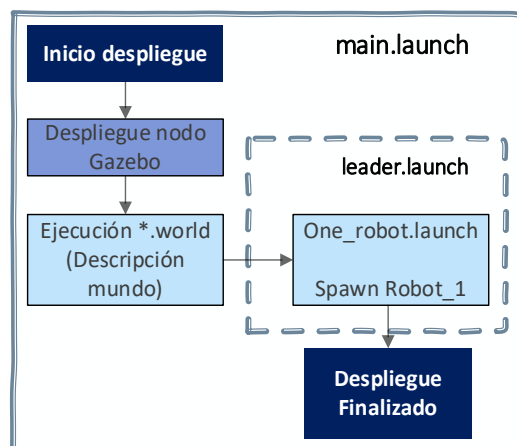 main.launch
Inicio despliegue
Despliegue nodo
Gazebo
leader.launch
Ejecución *.world
(Descripción
mundo)
One_robot.launch
Spawn Robot_1
Despliegue
Finalizado